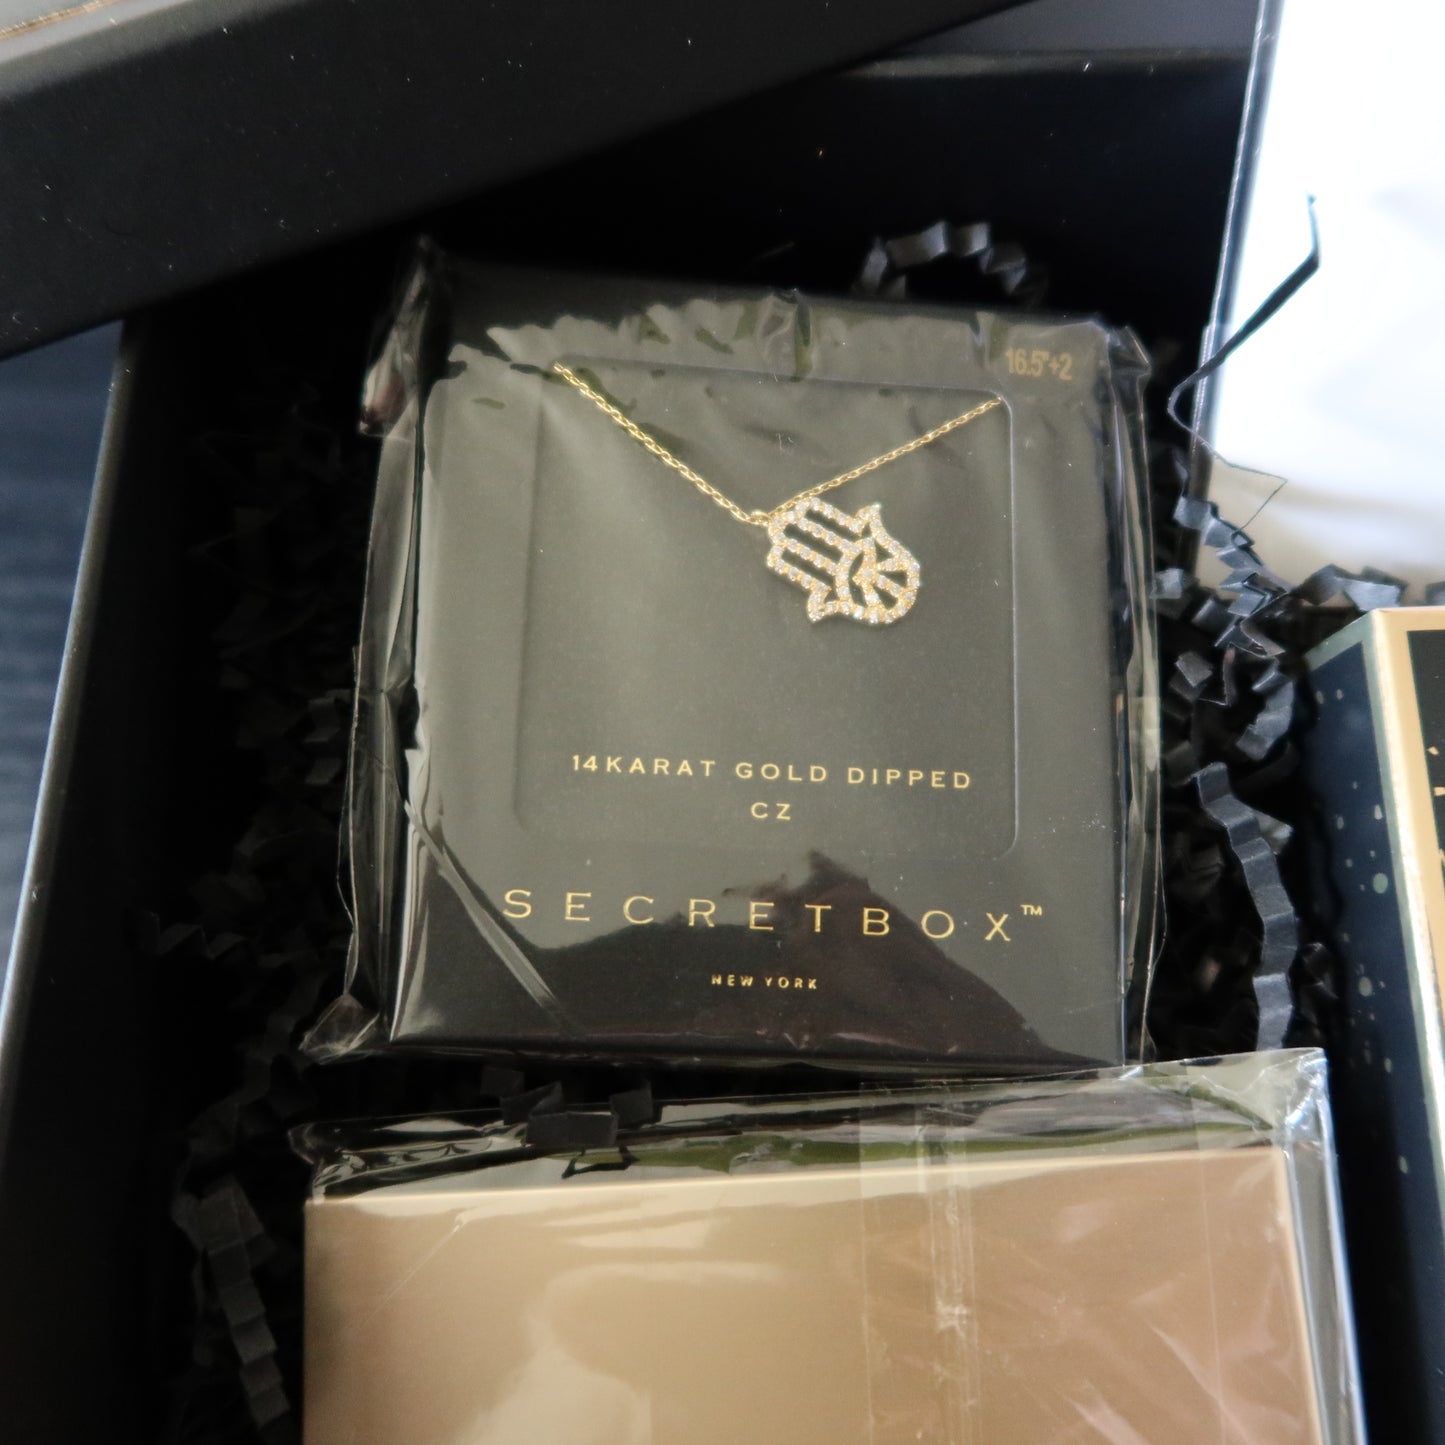 16.5"+2
14KARAT GOLD DIPPED
CZ
SECRETBOX™
NEW YORK